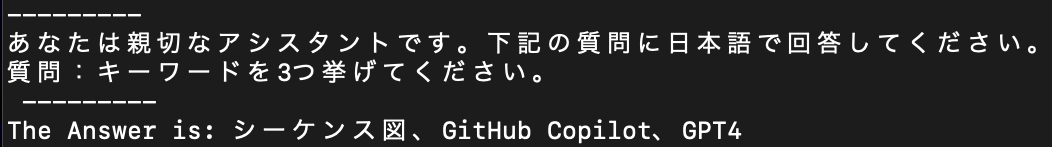 ---------
あなたは親切なアシスタントです。下記の質問に日本語で回答してください。
質問：キーワードを3つ挙げてください。
---------
The Answer is: シーケンス図、GitHub Copilot、GPT4